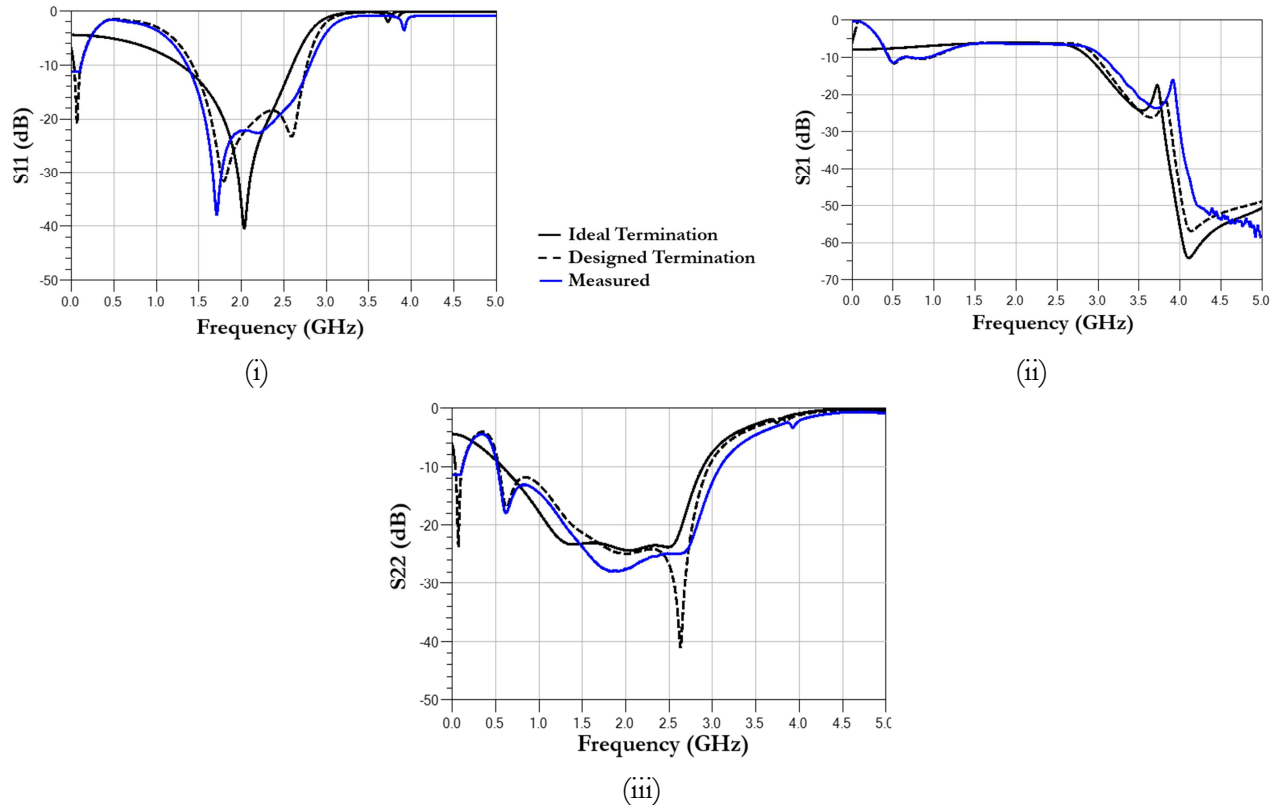 0
-10
-20
-30
-40
-50
S11 (dB)
0.0 0.5 1.0 1.5 2.0 2.5 3.0 3.5 4.0 4.5 5.0
Frequency (GHz)
(i)
Ideal Termination
Designed Termination
Measured
0
-10
-20
-30
-40
-50
-60
-70
S21 (dB)
0.0 0.5 1.0 1.5 2.0 2.5 3.0 3.5 4.0 4.5 5.0
Frequency (GHz)
(ii)
0
-10
-20
-30
-40
-50
S22 (dB)
0.0 0.5 1.0 1.5 2.0 2.5 3.0 3.5 4.0 4.5 5.0
Frequency (GHz)
(iii)